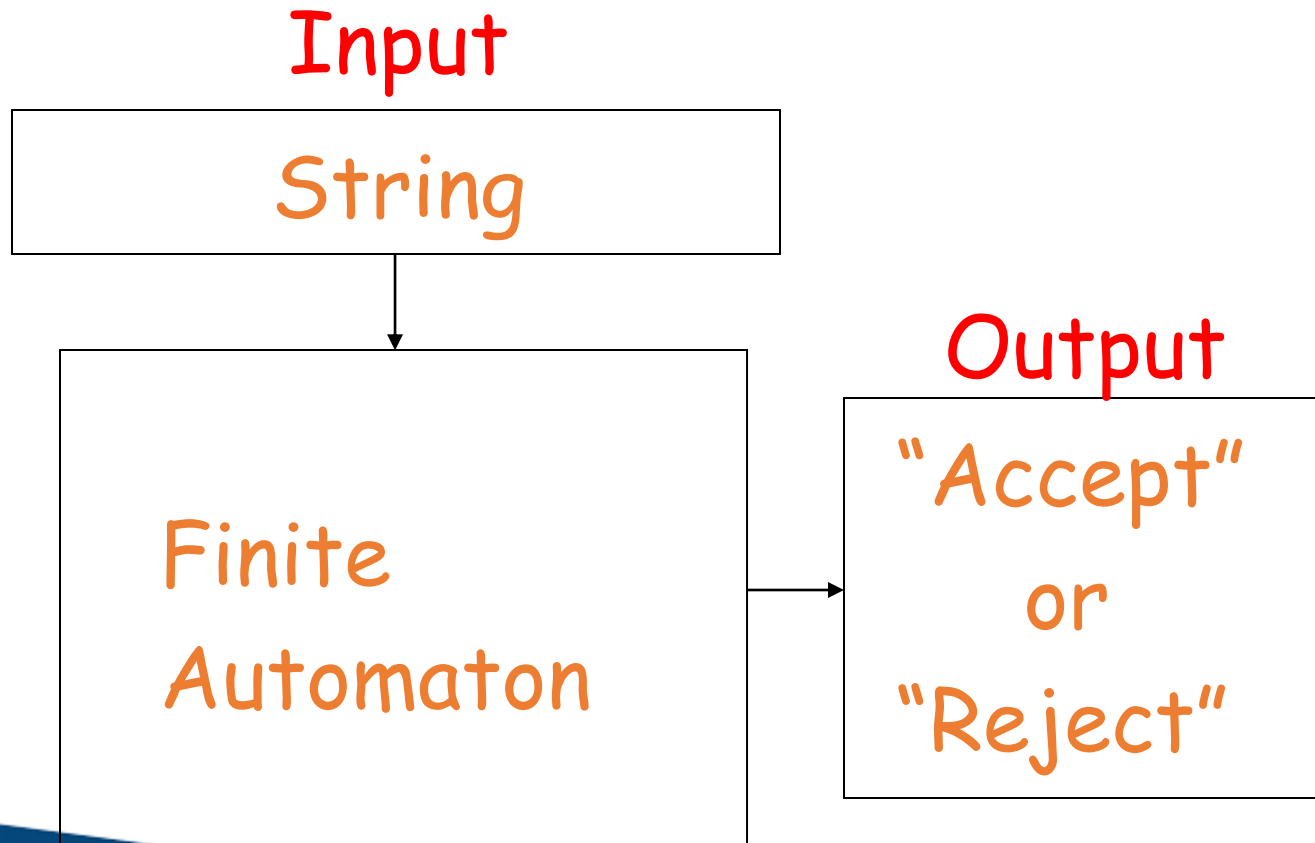 Input
String
Finite
Automaton
Output
“Accept”
or
“Reject”